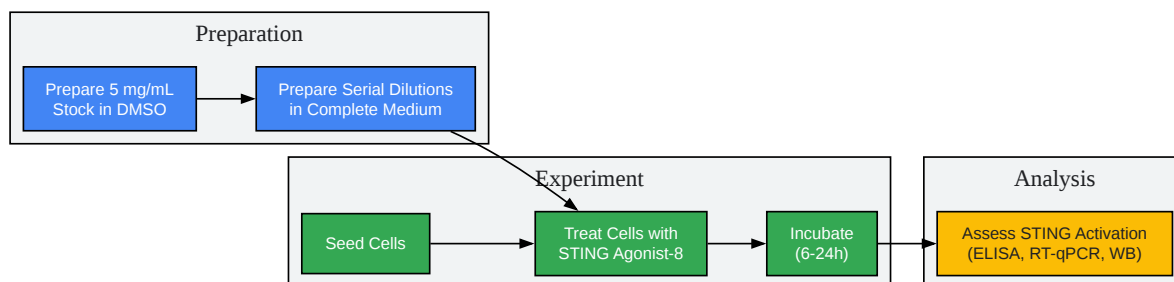 Preparation
Prepare 5 mg/mL
Stock in DMSO
Prepare Serial Dilutions
in Complete Medium
Experiment
Seed Cells
Treat Cells with
STING Agonist-8
Incubate
(6-24h)
Analysis
Assess STING Activation
(ELISA, RT-qPCR, WB)